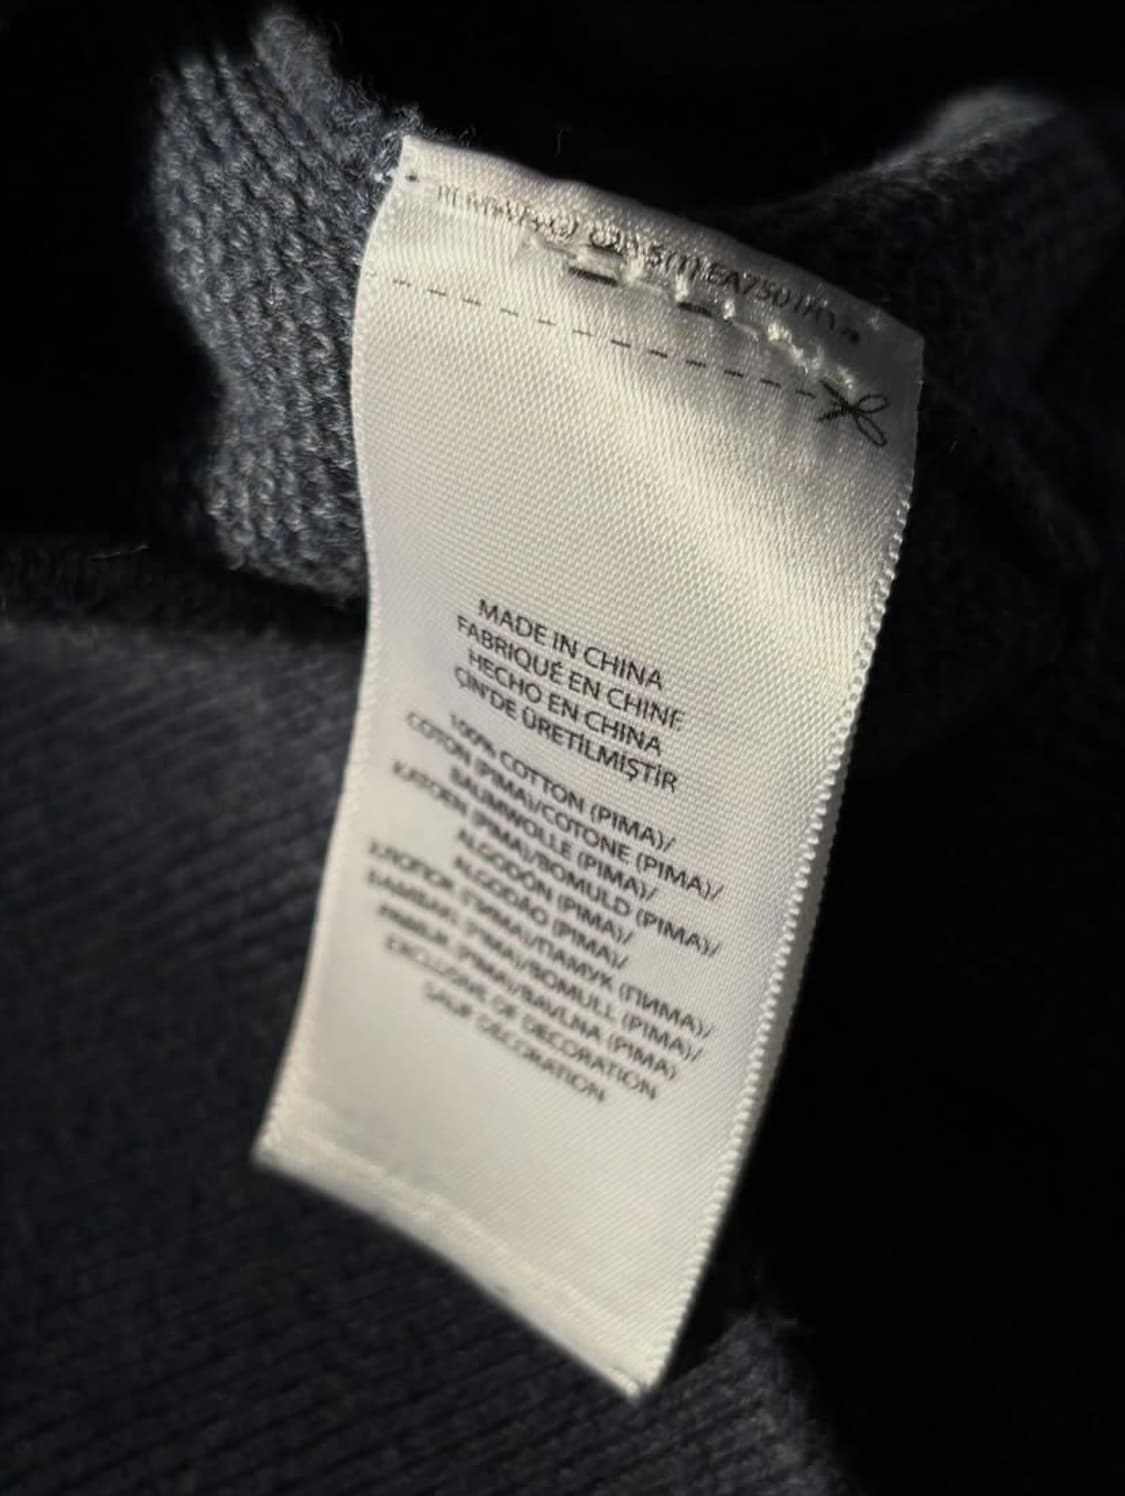 MADE IN CHINA
FABRIQUÉ EN CHINE
HECHO EN CHINA
ÇİN'DE ÜRETİLMİŞTİR
100% COTTON (PIMA)/
COTON (PIMA)/COTONE (PIMA)/
BAUMWOLLE (PIMA)/
KATOEN (PIMA)/BOMULD (PIMA)/
ALGODÓN (PIMA)/
ALGODÃO (PIMA)/
ХЛОПОК (ПИМА)/ПАМУК (ПИМА)/
(PIMA)/BOMULL (PIMA)/
(PIMA)/BAVLNA (PIMA)
EXCLUSIVE OF DECORATION
SAUF DÉCORATION